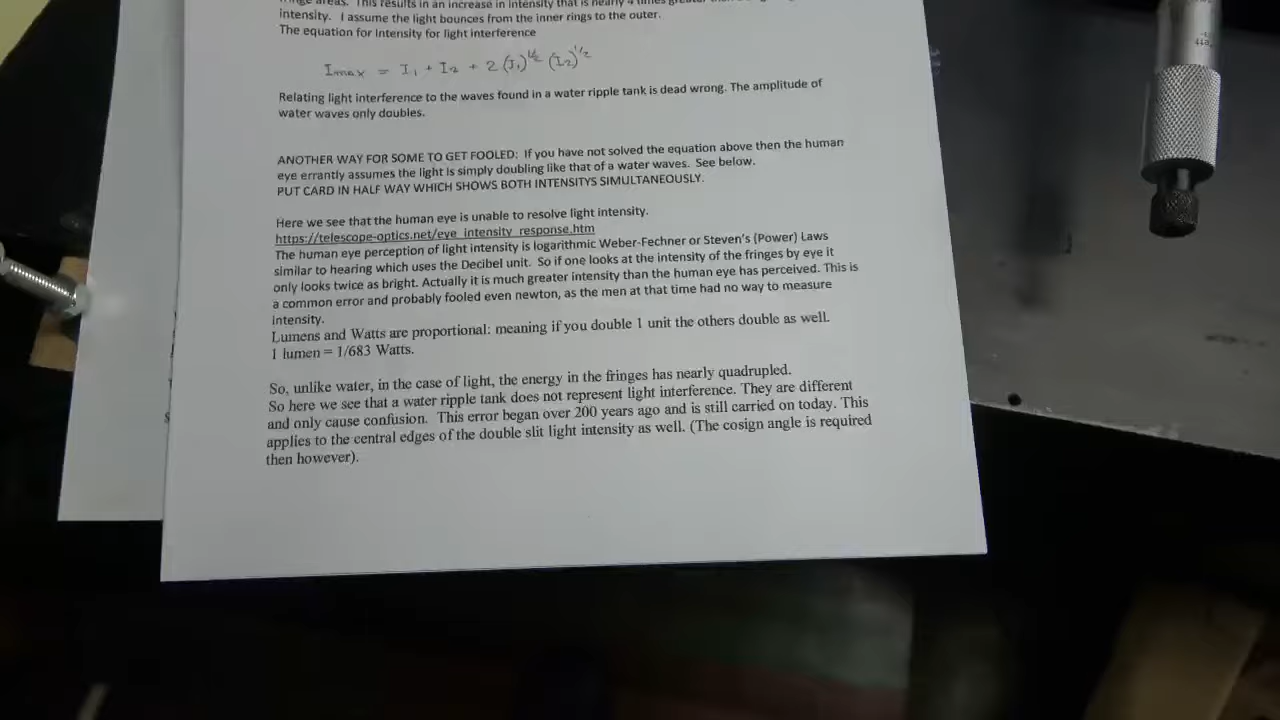 fringe areas. This results in an increase in intensity that is nearly 4 times
intensity. I assume the light bounces from the inner rings to the outer.
The equation for Intensity for light interference
Imax = I1 + I2 + 2 (I1)^1/2 (I2)^1/2
Relating light interference to the waves found in a water ripple tank is dead wrong. The amplitude of
water waves only doubles.
ANOTHER WAY FOR SOME TO GET FOOLED: If you have not solved the equation above then the human
eye errantly assumes the light is simply doubling like that of a water waves. See below.
PUT CARD IN HALF WAY WHICH SHOWS BOTH INTENSITYS SIMULTANEOUSLY.
Here we see that the human eye is unable to resolve light intensity.
https://telescope-optics.net/eye_intensity_response.htm
The human eye perception of light intensity is logarithmic Weber-Fechner or Steven's (Power) Laws
similar to hearing which uses the Decibel unit. So if one looks at the intensity of the fringes by eye it
only looks twice as bright. Actually it is much greater intensity than the human eye has perceived. This is
a common error and probably fooled even newton, as the men at that time had no way to measure
intensity.
Lumens and Watts are proportional: meaning if you double 1 unit the others double as well.
1 lumen = 1/683 Watts.
So, unlike water, in the case of light, the energy in the fringes has nearly quadrupled.
So here we see that a water ripple tank does not represent light interference. They are different
and only cause confusion. This error began over 200 years ago and is still carried on today. This
applies to the central edges of the double slit light intensity as well. (The cosign angle is required
then however).